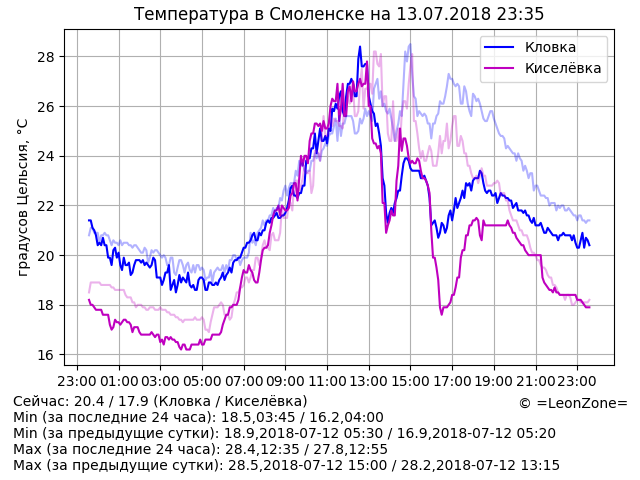 Температура в Смоленске на 13.07.2018 23:35
градусов Цельсия, °C
28
26
24
22
20
18
16
Кловка
Киселёвка
23:00 01:00 03:00 05:00 07:00 09:00 11:00 13:00 15:00 17:00 19:00 21:00 23:00
Сейчас: 20.4 / 17.9 (Кловка / Киселёвка)
© =LeonZone=
Min (за последние 24 часа): 18.5,03:45 / 16.2,04:00
Min (за предыдущие сутки): 18.9,2018-07-12 05:30 / 16.9,2018-07-12 05:20
Max (за последние 24 часа): 28.4,12:35 / 27.8,12:55
Max (за предыдущие сутки): 28.5,2018-07-12 15:00 / 28.2,2018-07-12 13:15